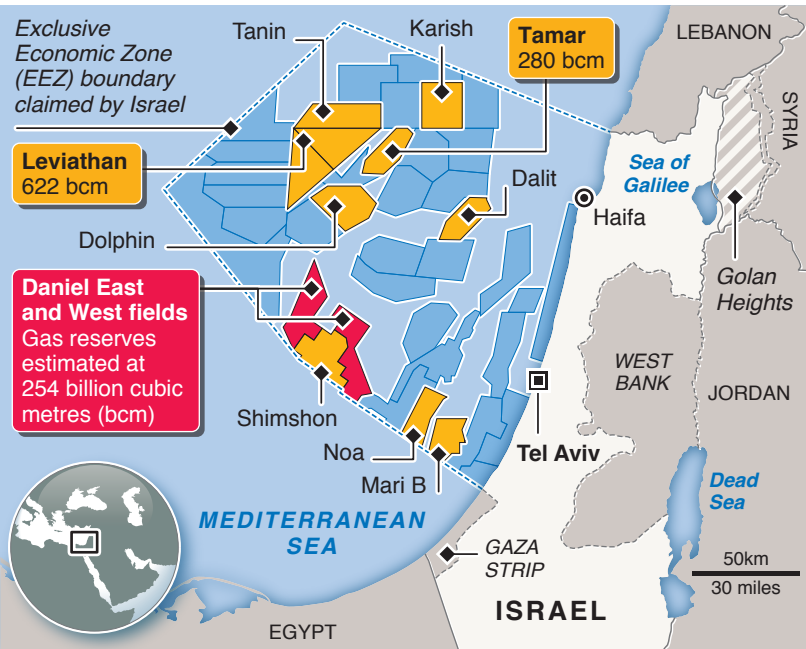 Exclusive
Economic Zone
(EEZ) boundary
claimed by Israel
Tanin
Karish
Tamar
280 bcm
LEBANON
SYRIA
Leviathan
622 bcm
Sea of
Galilee
Dalit
Haifa
Dolphin
Golan
Heights
Daniel East
and West fields
Gas reserves
estimated at
254 billion cubic
metres (bcm)
WEST
BANK
JORDAN
Shimshon
Noa
Tel Aviv
Mari B
Dead
Sea
MEDITERRANEAN
SEA
GAZA
STRIP
50km
30 miles
ISRAEL
EGYPT